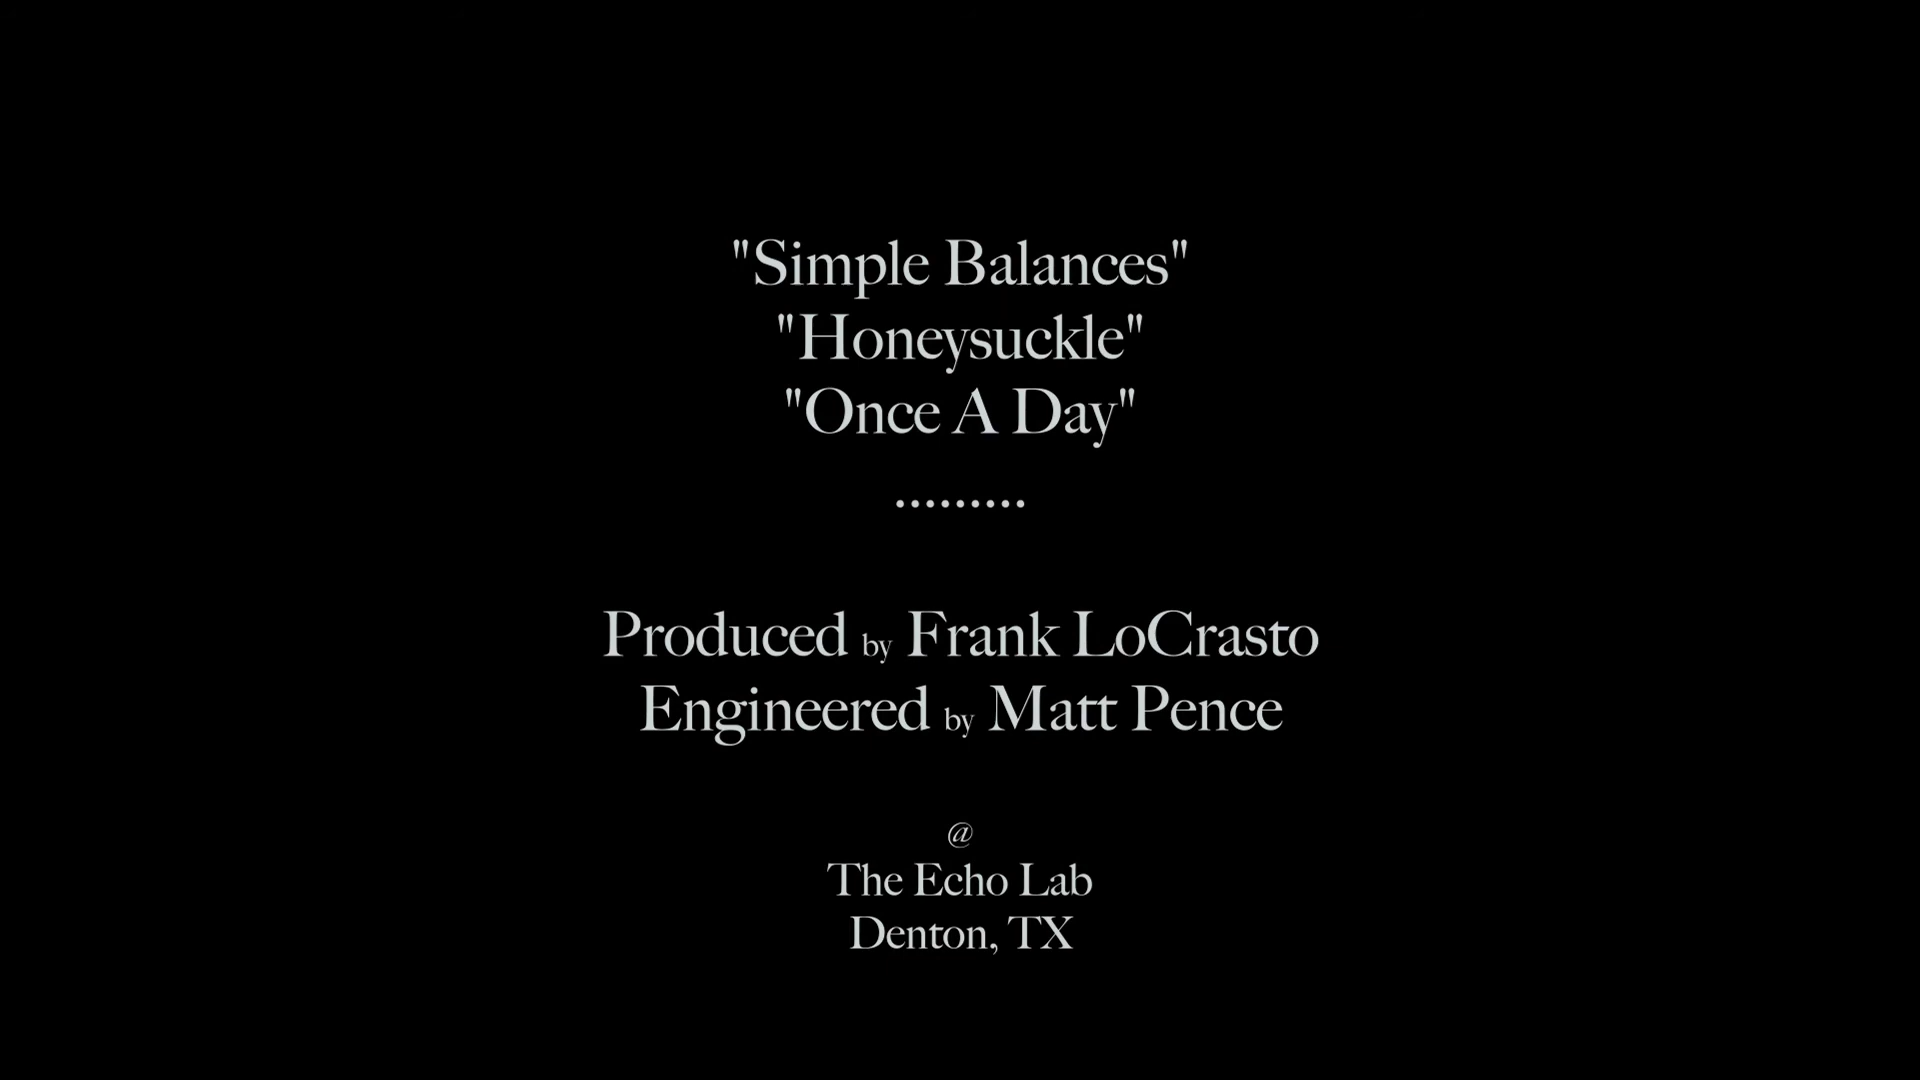 "Simple Balances"
"Honeysuckle"
"Once A Day"
.........
Produced by Frank LoCrasto
Engineered by Matt Pence
@
The Echo Lab
Denton, TX